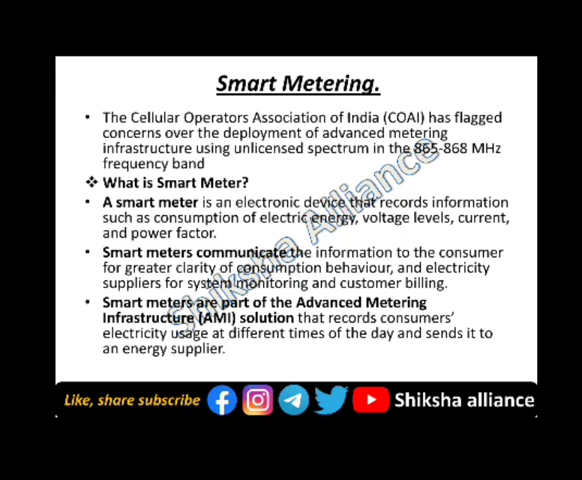 Smart Metering.
• The Cellular Operators Association of India (COAI) has flagged
concerns over the deployment of advanced metering
infrastructure using unlicensed spectrum in the 865-868 MHz
frequency band
❖ What is Smart Meter?
• A smart meter is an electronic device that records information
such as consumption of electric energy, voltage levels, current,
and power factor.
• Smart meters communicate the information to the consumer
for greater clarity of consumption behaviour, and electricity
suppliers for system monitoring and customer billing.
• Smart meters are part of the Advanced Metering
Infrastructure (AMI) solution that records consumers'
electricity usage at different times of the day and sends it to
an energy supplier.
Shiksha Alliance
Like, share subscribe Shiksha alliance